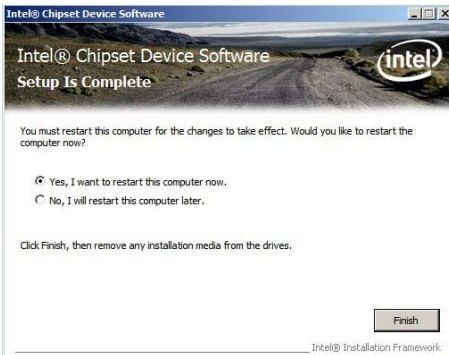 Intel® Chipset Device Software
Intel® Chipset Device Software
intel
Setup Is Complete
You must restart this computer for the changes to take effect. Would you like to restart the
computer now?
Yes, I want to restart this computer now.
No, I will restart this computer later.
Click Finish, then remove any installation media from the drives.
Finish
Intel® Installation Framework